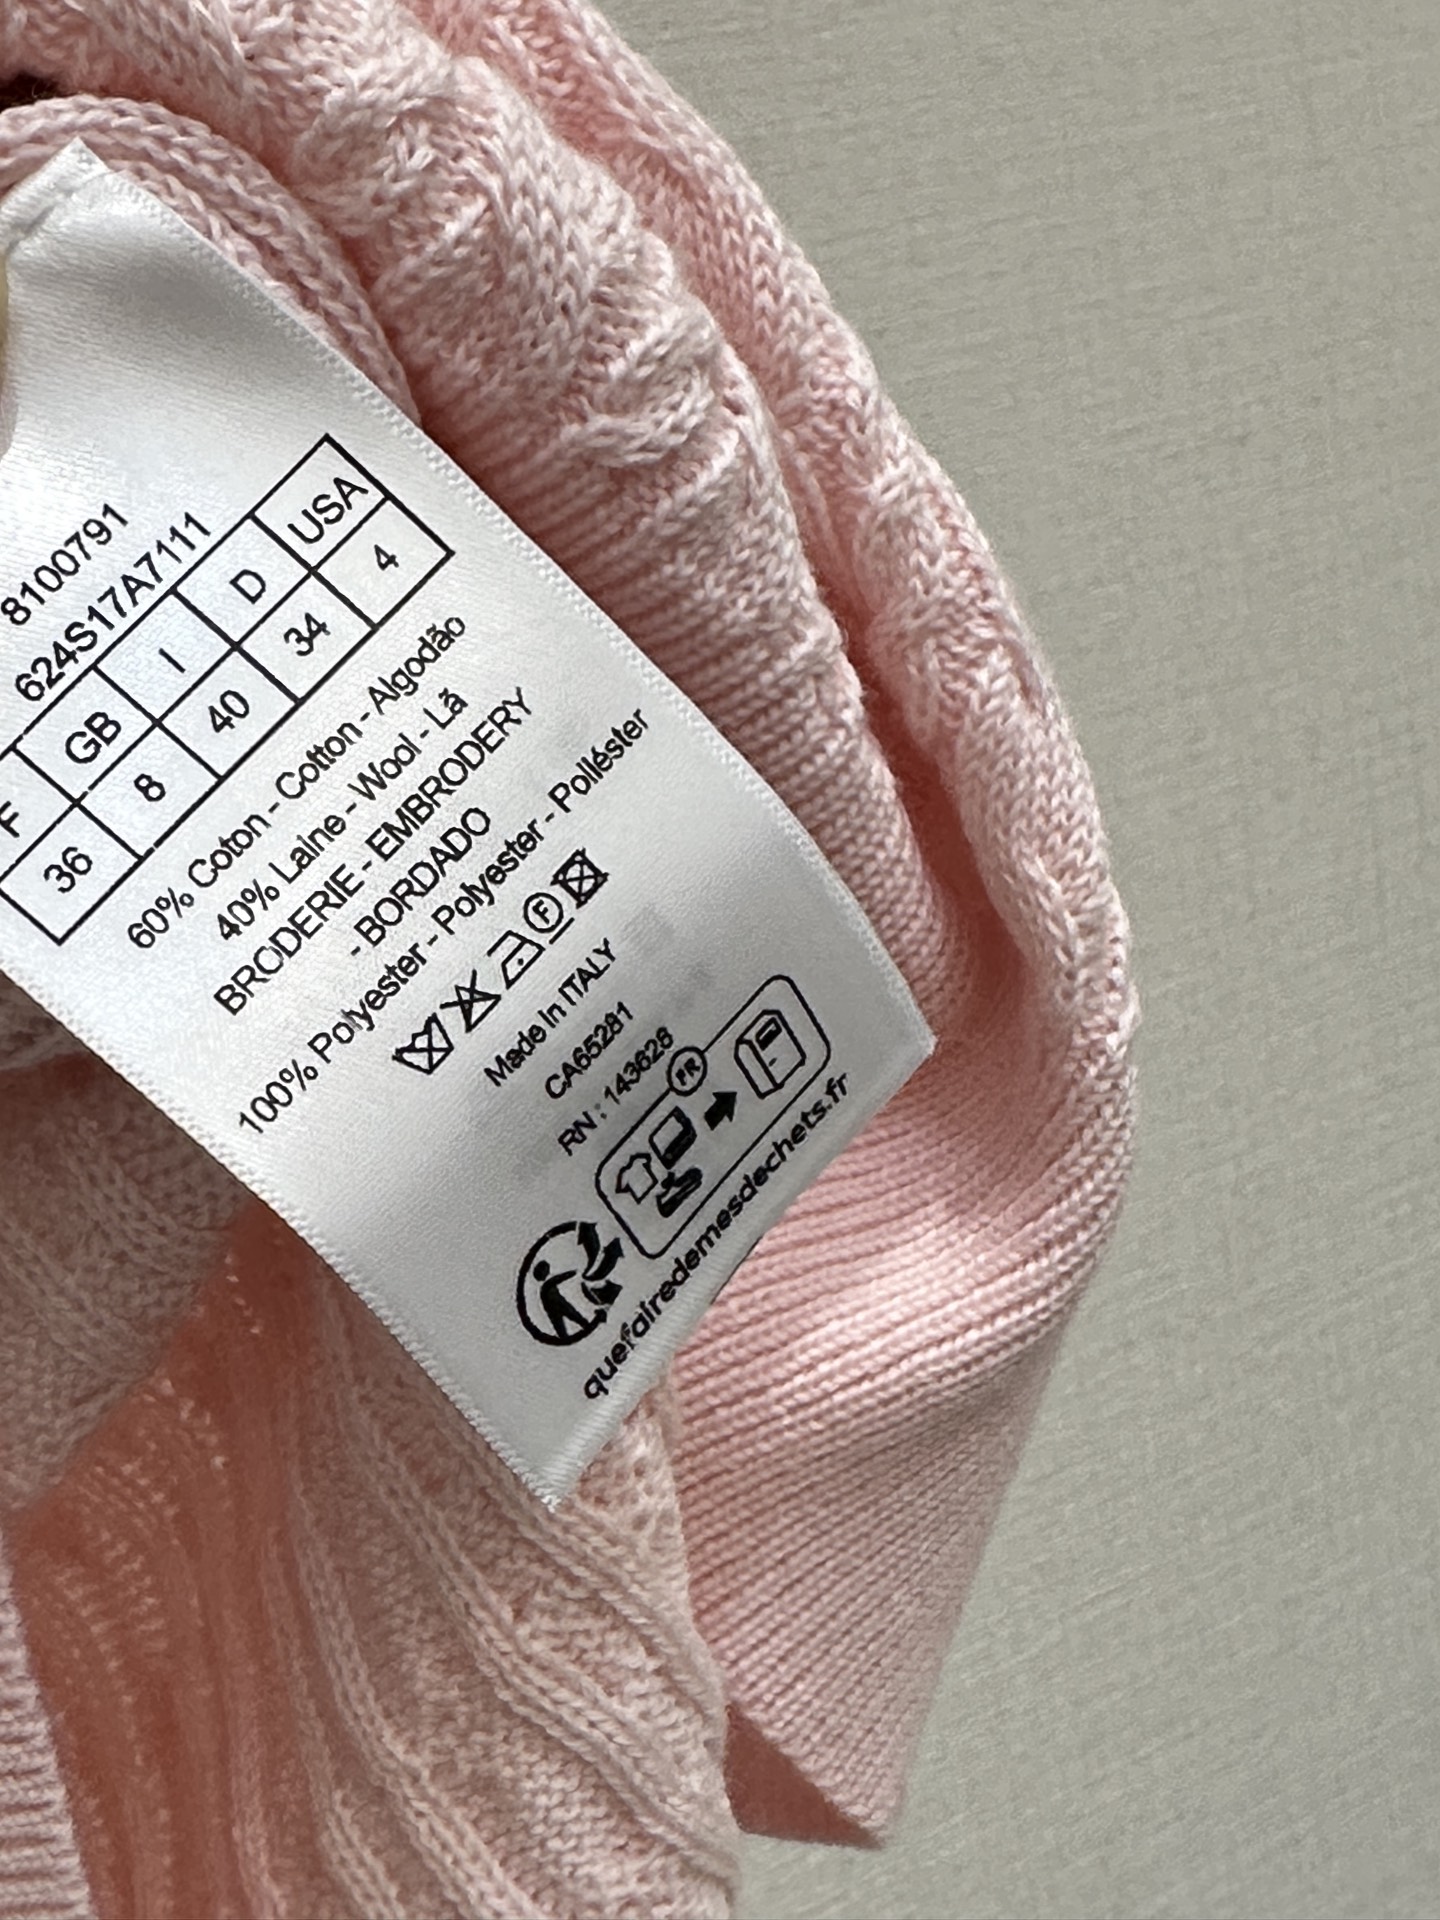 8100791
624S17A7111
F GB I D USA
36 8 40 34 4
60% Coton - Cotton - Algodão
40% Laine - Wool - Lã
BRODERIE - EMBRODERY
- BORDADO
100% Polyester - Polyester - Poliéster
F
Made in ITALY
CA65281
RN : 143628
FR
quefairedemesdechets.fr